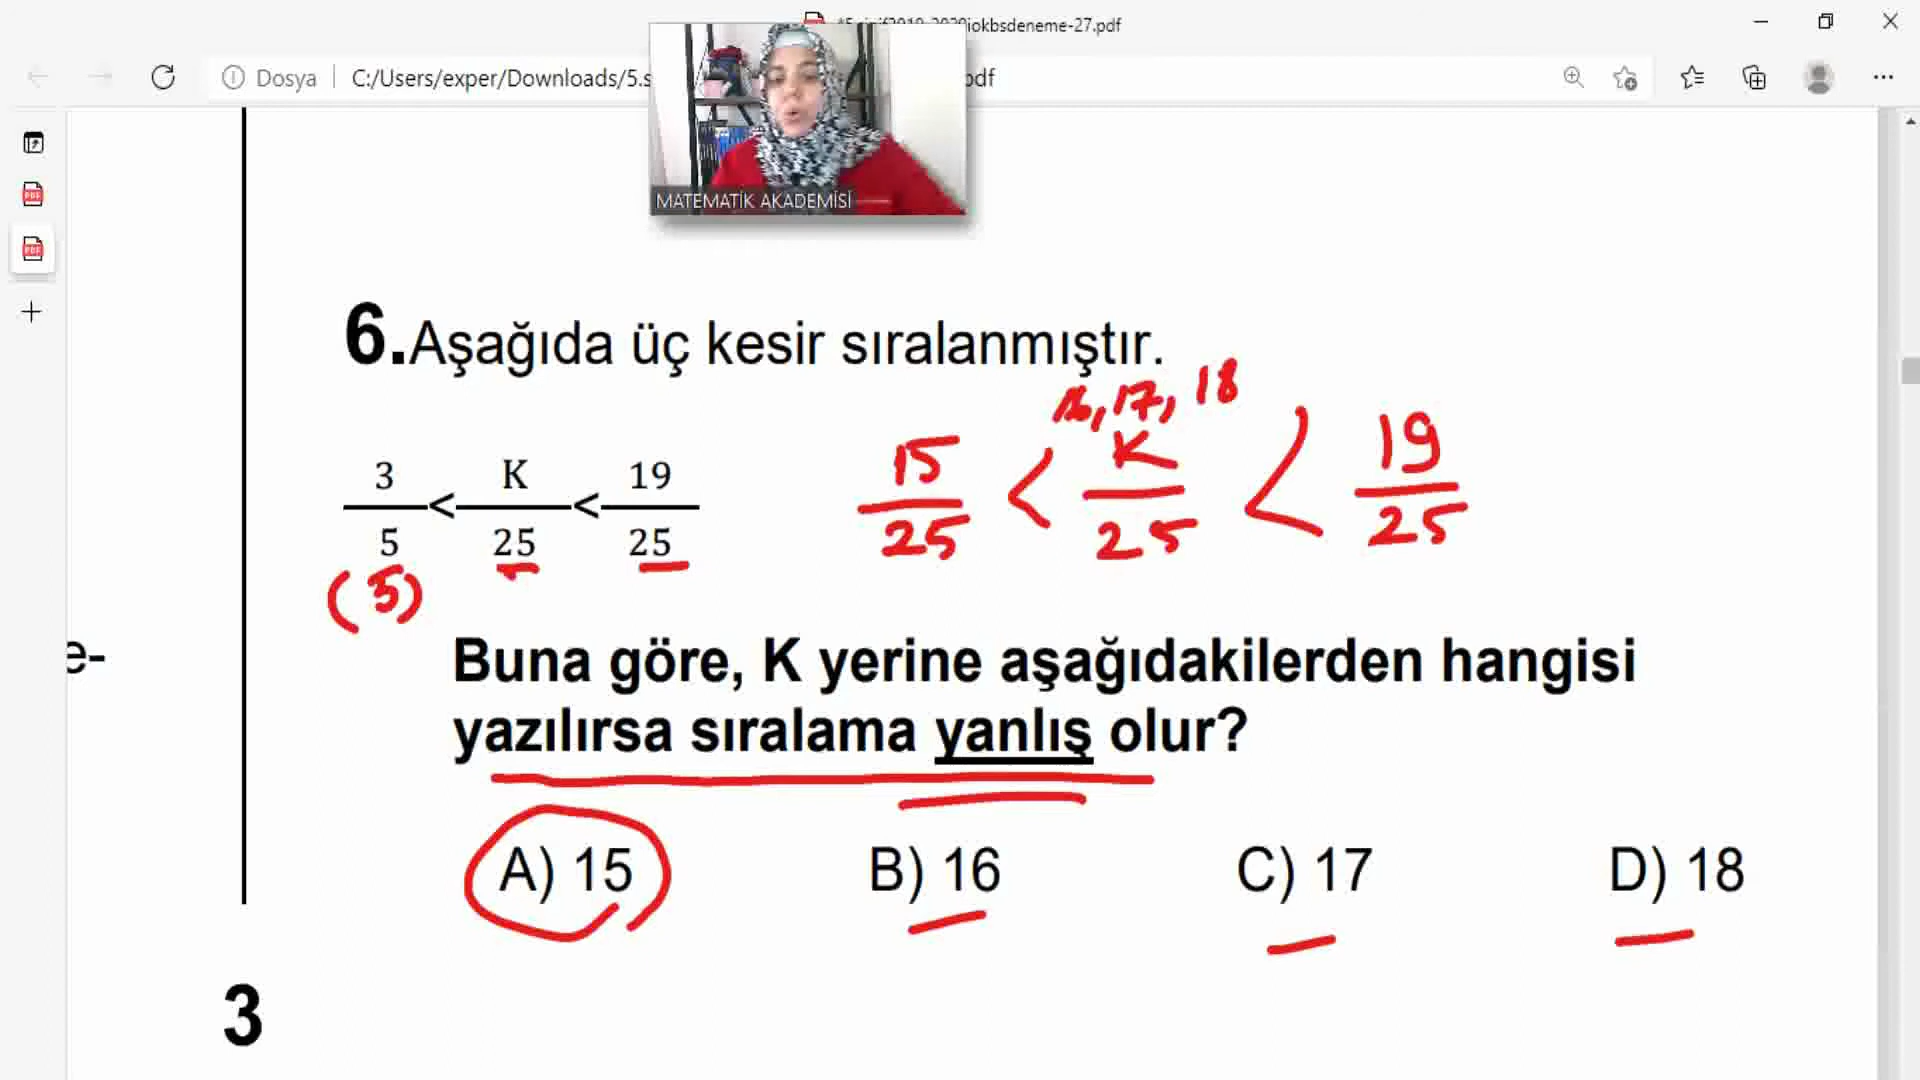 iokbsdeneme-27.pdf
Dosya C:/Users/exper/Downloads/5.s pdf
MATEMATİK AKADEMİSİ
6.Aşağıda üç kesir sıralanmıştır.
16, 17, 18
3/5 < K/25 < 19/25
(5)
15/25 < K/25 < 19/25
e-
Buna göre, K yerine aşağıdakilerden hangisi
yazılırsa sıralama yanlış olur?
A) 15 B) 16 C) 17 D) 18
3